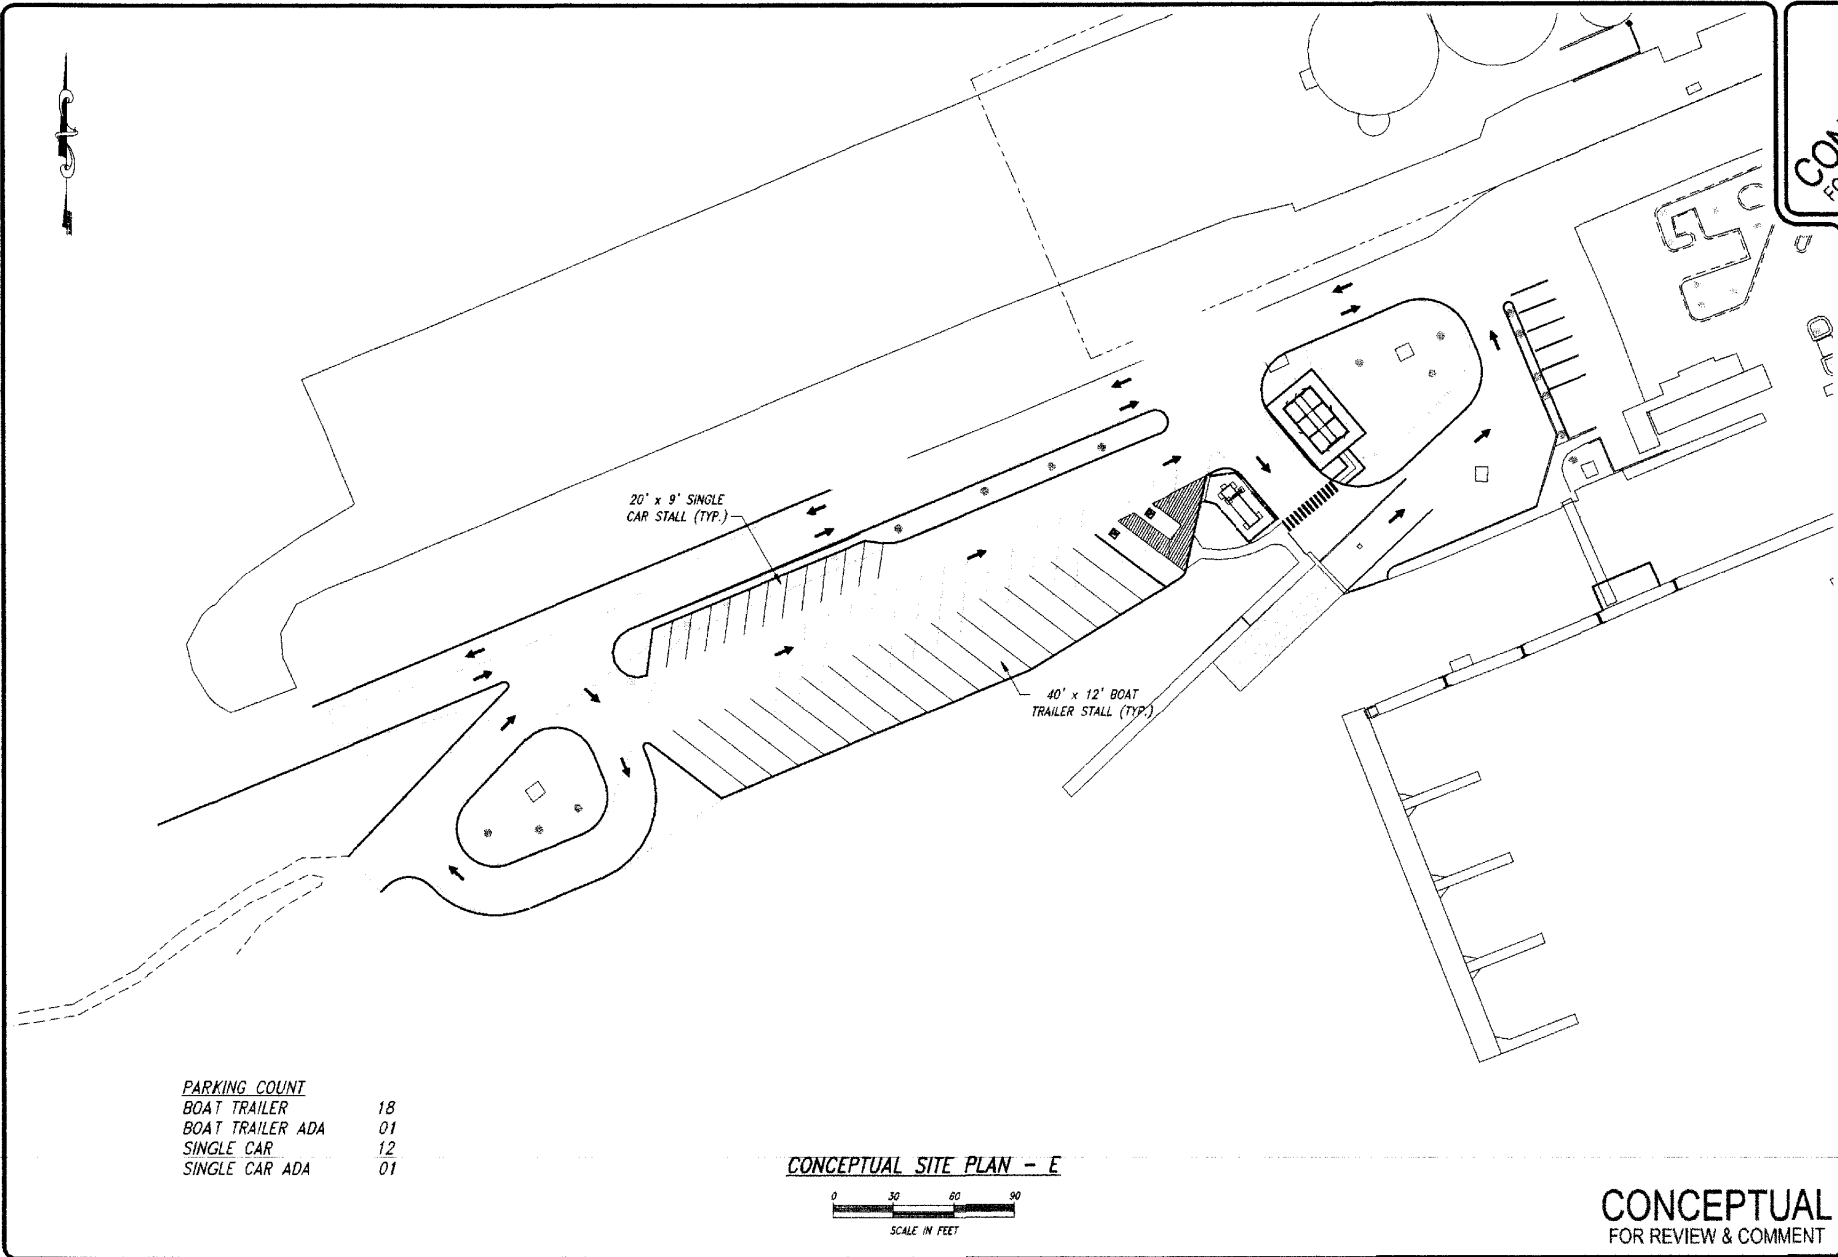 20' x 9' SINGLE
CAR STALL (TYP.)
40' x 12' BOAT
TRAILER STALL (TYP.)
PARKING COUNT
BOAT TRAILER 18
BOAT TRAILER ADA 01
SINGLE CAR 12
SINGLE CAR ADA 01
CONCEPTUAL SITE PLAN - E
0 30 60 90
SCALE IN FEET
CONCEPTUAL
FOR REVIEW & COMMENT